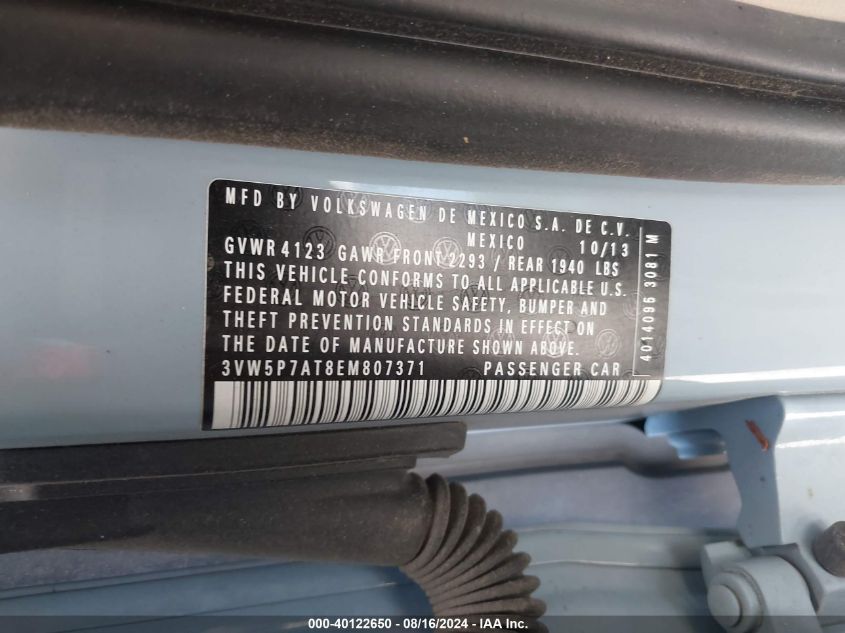 MFD BY VOLKSWAGEN DE MEXICO S.A. DE C.V.
MEXICO 10/13
GVWR 4123 GAWR FRONT 2293 / REAR 1940 LBS
THIS VEHICLE CONFORMS TO ALL APPLICABLE U.S.
FEDERAL MOTOR VEHICLE SAFETY, BUMPER AND
THEFT PREVENTION STANDARDS IN EFFECT ON
THE DATE OF MANUFACTURE SHOWN ABOVE.
3VW5P7AT8EM807371 PASSENGER CAR
4014095 3081 M
000-40122650 - 08/16/2024 - IAA Inc.